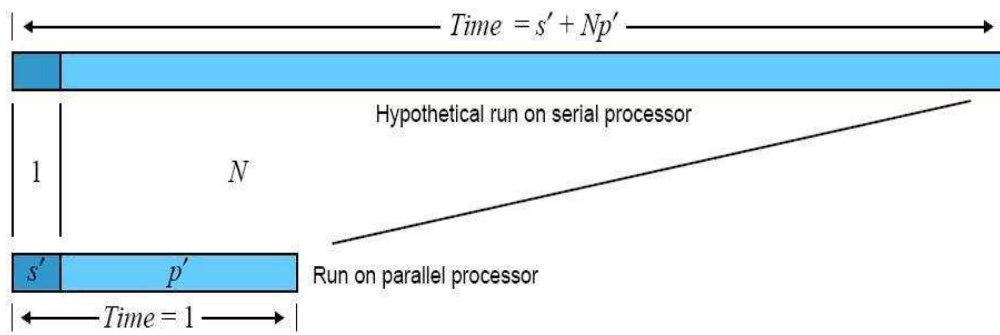 Time = s′ + Np′
Hypothetical run on serial processor
1 N
s′ p′ Run on parallel processor
Time = 1